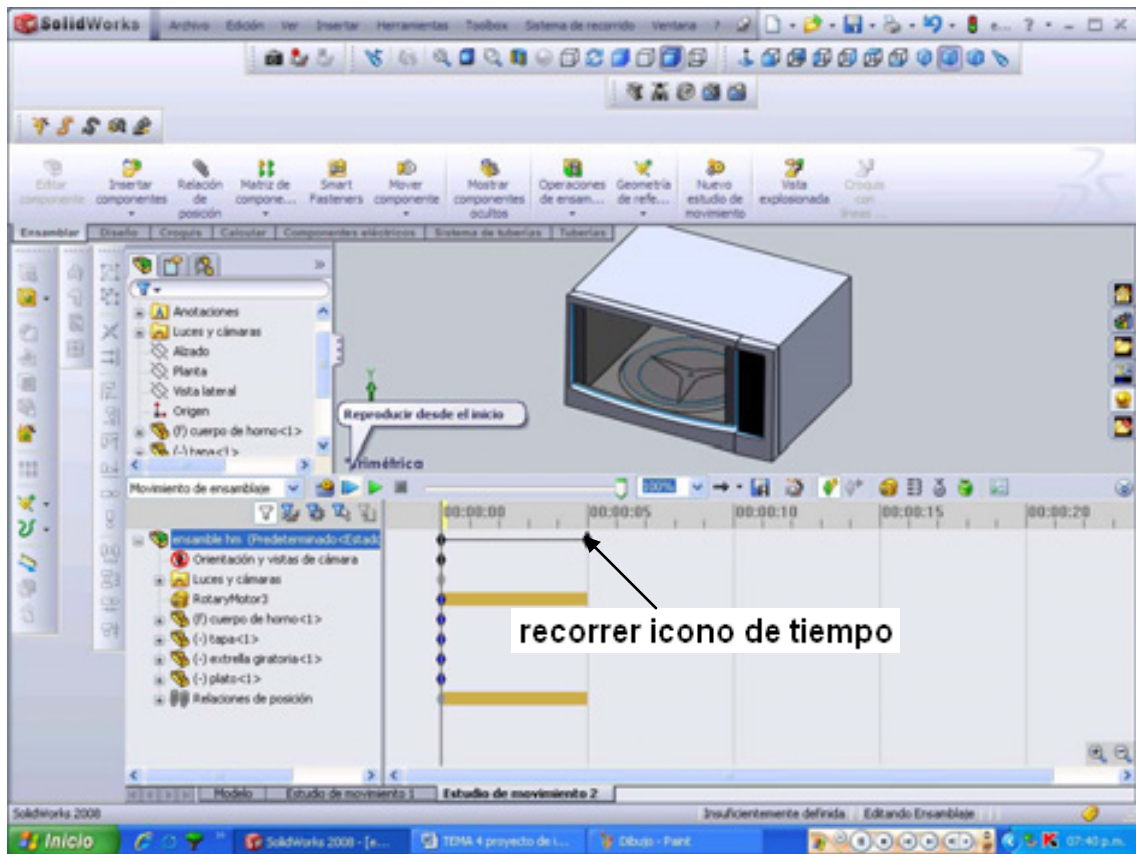 SolidWorks Archivo Edición Ver Insertar Herramientas Toolbox Sistema de recorrido Ventana ?
Editar componente
Insertar componentes
Relación de posición
Matriz de compone...
Smart Fasteners
Mover componente
Mostrar componentes ocultos
Operaciones de ensam...
Geometría de refe...
Nuevo estudio de movimiento
Vista explosionada
Croquis con líneas ...
Ensamblar Diseño Croquis Calcular Componentes eléctricos Sistema de tuberías Tuberías
Anotaciones
Luces y cámaras
Alzado
Planta
Vista lateral
Origen
(f) cuerpo de horno<1>
(-) tapa<1>
Y
Reproducir desde el inicio
*Trimétrica
Movimiento de ensamblaje
100%
00:00:00 00:00:05 00:00:10 00:00:15 00:00:20
ensamble hm (Predeterminado<Estado
Orientación y vistas de cámara
Luces y cámaras
RotaryMotor3
(f) cuerpo de horno<1>
(-) tapa<1>
(-) extrella giratoria<1>
(-) plato<1>
Relaciones de posición
recorrer icono de tiempo
Modelo Estudio de movimiento 1 Estudio de movimiento 2
SolidWorks 2008 Insuficientemente definida Editando Ensamblaje
Inicio SolidWorks 2008 - [e... TEMA 4 proyecto de i... Dibujo - Paint 07:40 p.m.